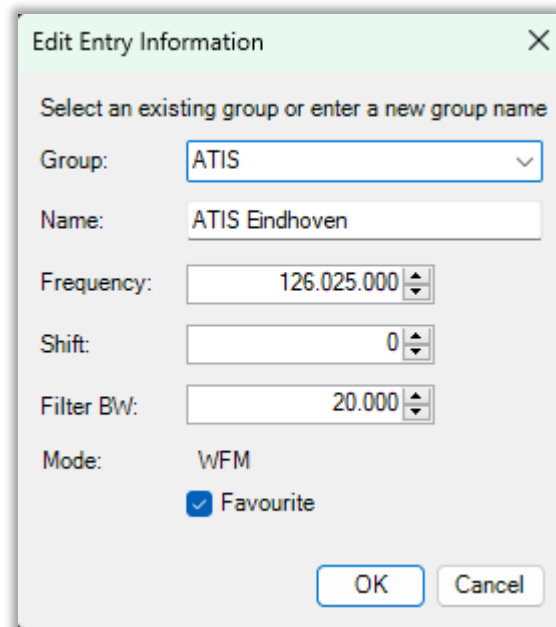 Edit Entry Information
Select an existing group or enter a new group name
Group: ATIS
Name: ATIS Eindhoven
Frequency: 126.025.000
Shift: 0
Filter BW: 20.000
Mode: WFM
Favourite
OK Cancel